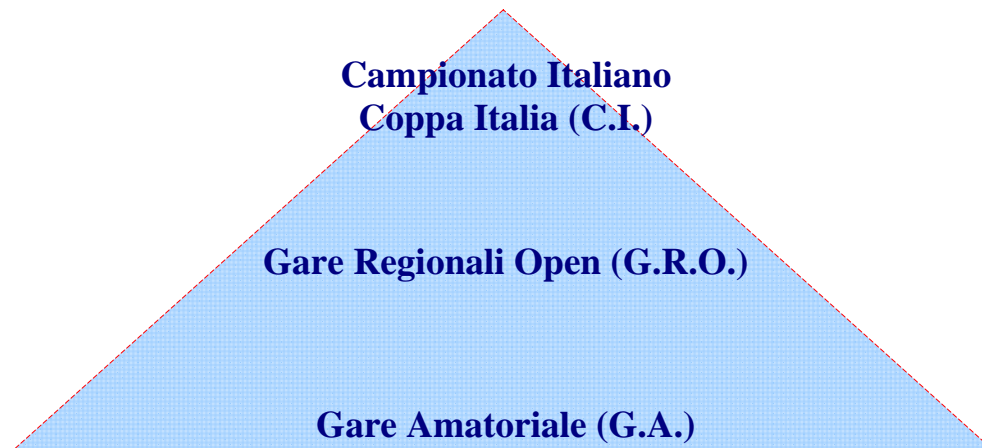 Campionato Italiano
Coppa Italia (C.I.)
Gare Regionali Open (G.R.O.)
Gare Amatoriale (G.A.)